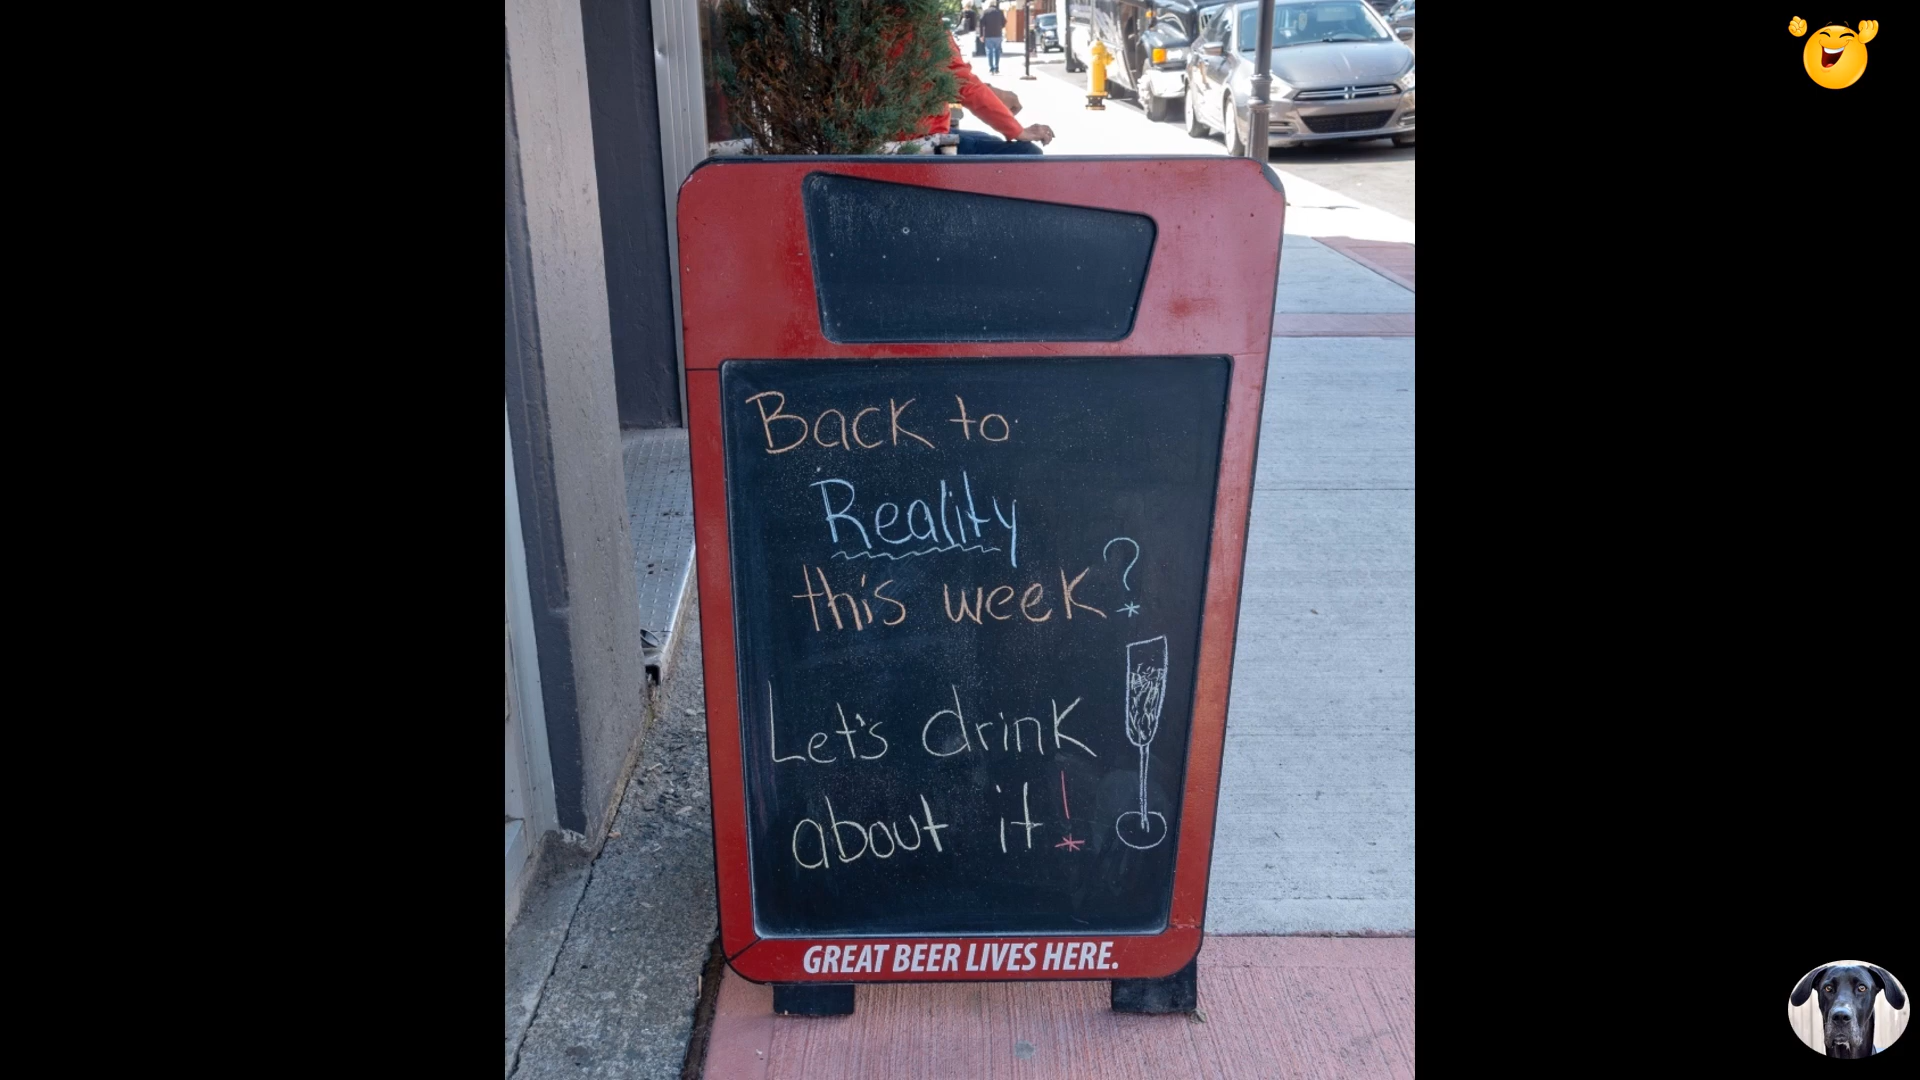 Back to
Reality
this week?
Let's drink
about it!
GREAT BEER LIVES HERE.